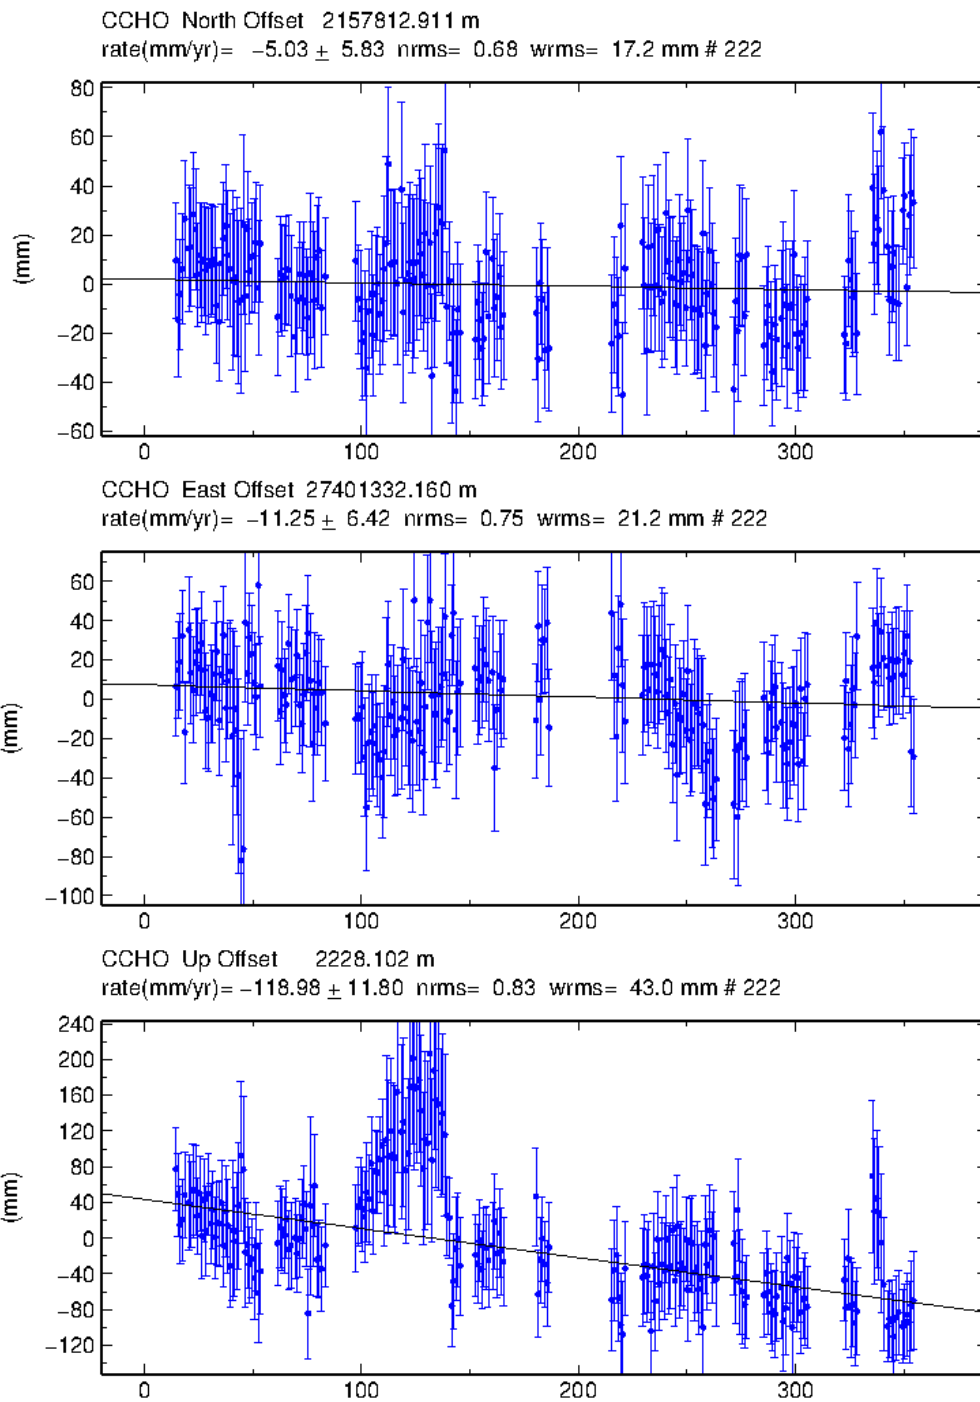 CCHO North Offset 2157812.911 m
rate(mm/yr)= −5.03 ± 5.83 nrms= 0.68 wrms= 17.2 mm # 222
80
60
40
20
0
−20
−40
−60
(mm)
0 100 200 300
CCHO East Offset 27401332.160 m
rate(mm/yr)= −11.25 ± 6.42 nrms= 0.75 wrms= 21.2 mm # 222
60
40
20
0
−20
−40
−60
−80
−100
(mm)
0 100 200 300
CCHO Up Offset 2228.102 m
rate(mm/yr)= −118.98 ± 11.80 nrms= 0.83 wrms= 43.0 mm # 222
240
200
160
120
80
40
0
−40
−80
−120
(mm)
0 100 200 300